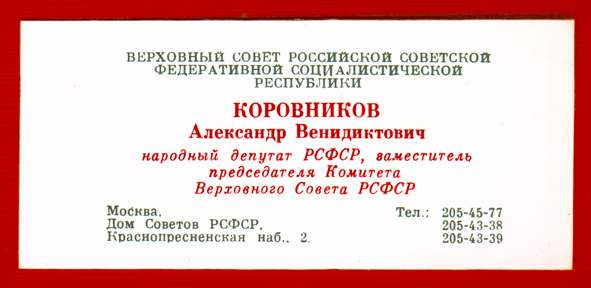 ВЕРХОВНЫЙ СОВЕТ РОССИЙСКОЙ СОВЕТСКОЙ
ФЕДЕРАТИВНОЙ СОЦИАЛИСТИЧЕСКОЙ
РЕСПУБЛИКИ
КОРОВНИКОВ
Александр Венидиктович
народный депутат РСФСР, заместитель
председателя Комитета
Верховного Совета РСФСР
Москва, Тел.: 205-45-77
Дом Советов РСФСР, 205-43-38
Краснопресненская наб., 2. 205-43-39